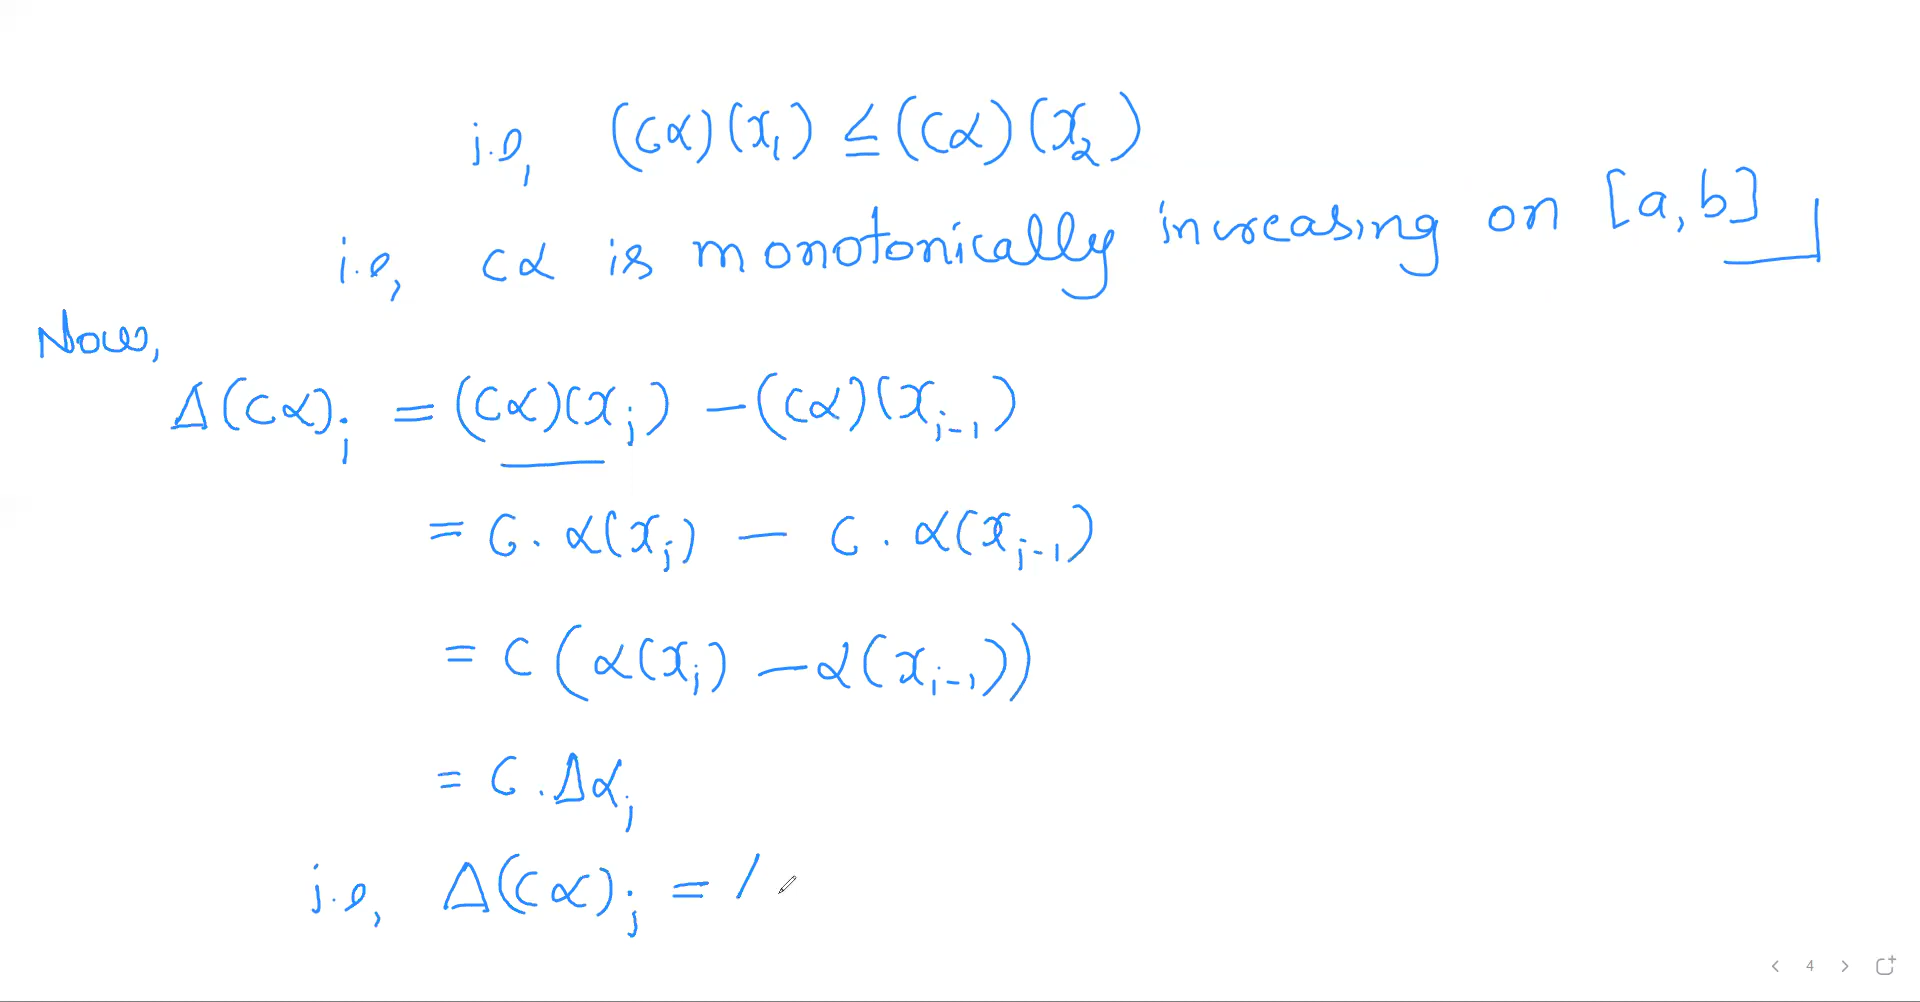 i.e, (cα)(x₁) ≤ (cα)(x₂)
i.e, cα is monotonically increasing on [a,b]
Now,
Δ(cα)ⱼ = (cα)(xⱼ) - (cα)(xⱼ₋₁)
= c . α(xⱼ) - c . α(xⱼ₋₁)
= c (α(xⱼ) - α(xⱼ₋₁))
= c . Δαⱼ
i.e, Δ(cα)ⱼ = /
4